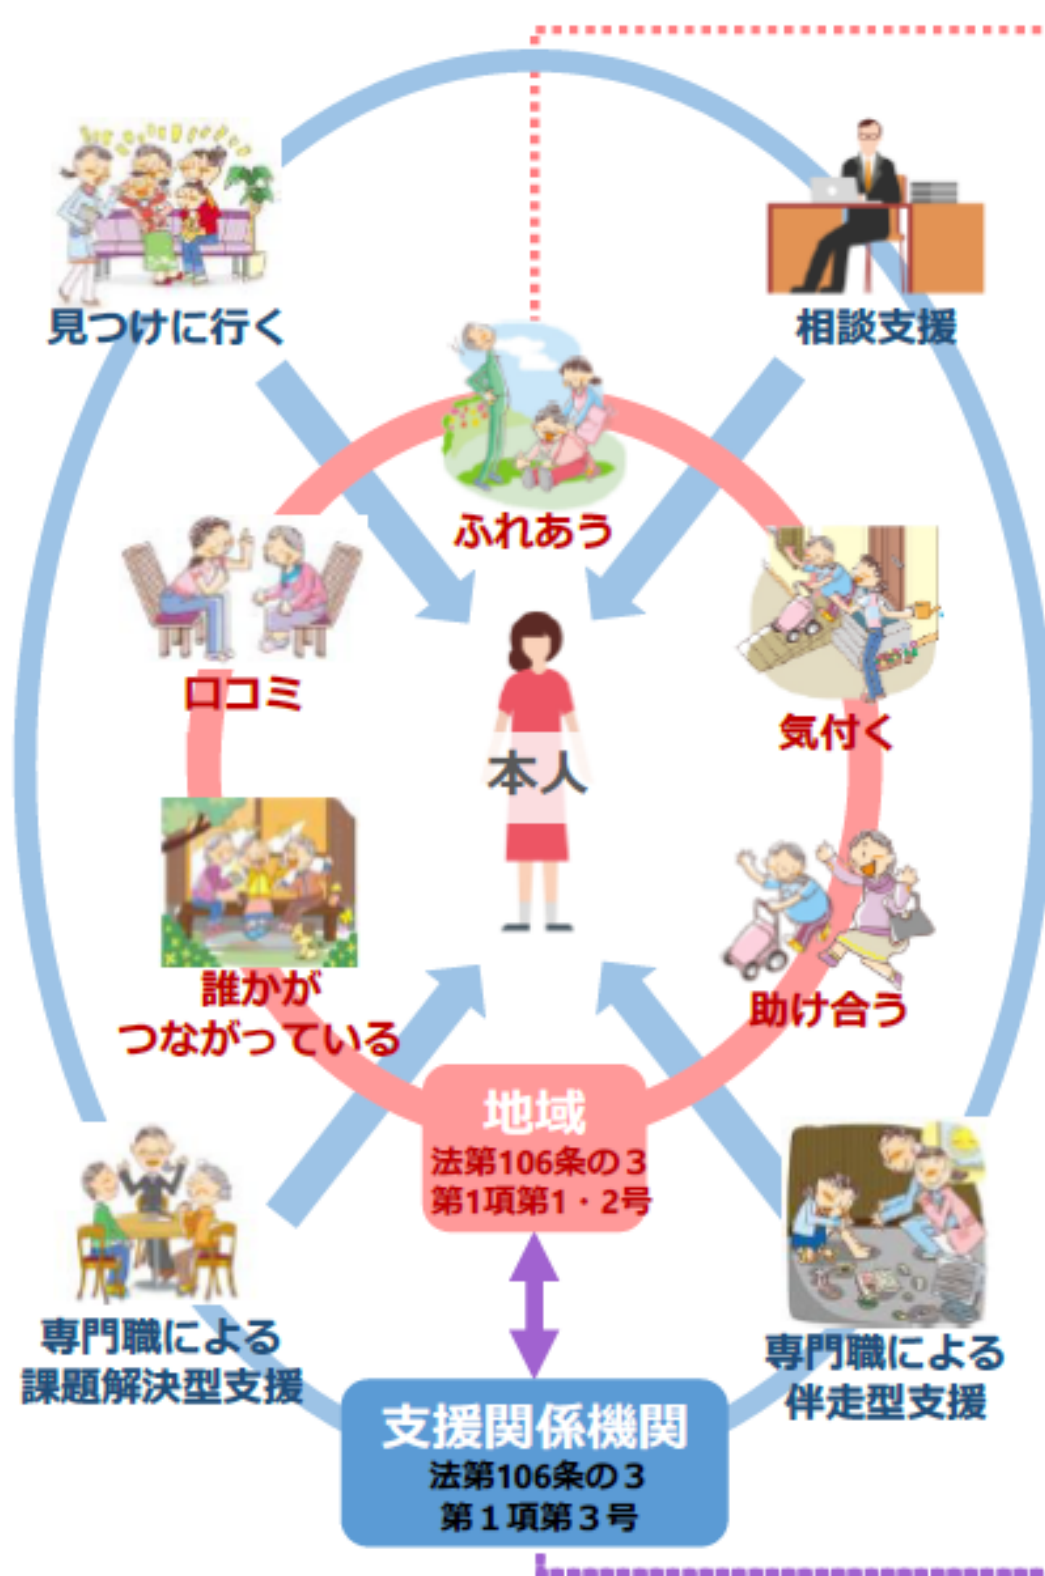 見つけに行く
相談支援
ふれあう
口コミ
気付く
本人
誰かが
つながっている
助け合う
地域
法第106条の３
第1項第1・2号
専門職による
課題解決型支援
専門職による
伴走型支援
支援関係機関
法第106条の３
第１項第３号